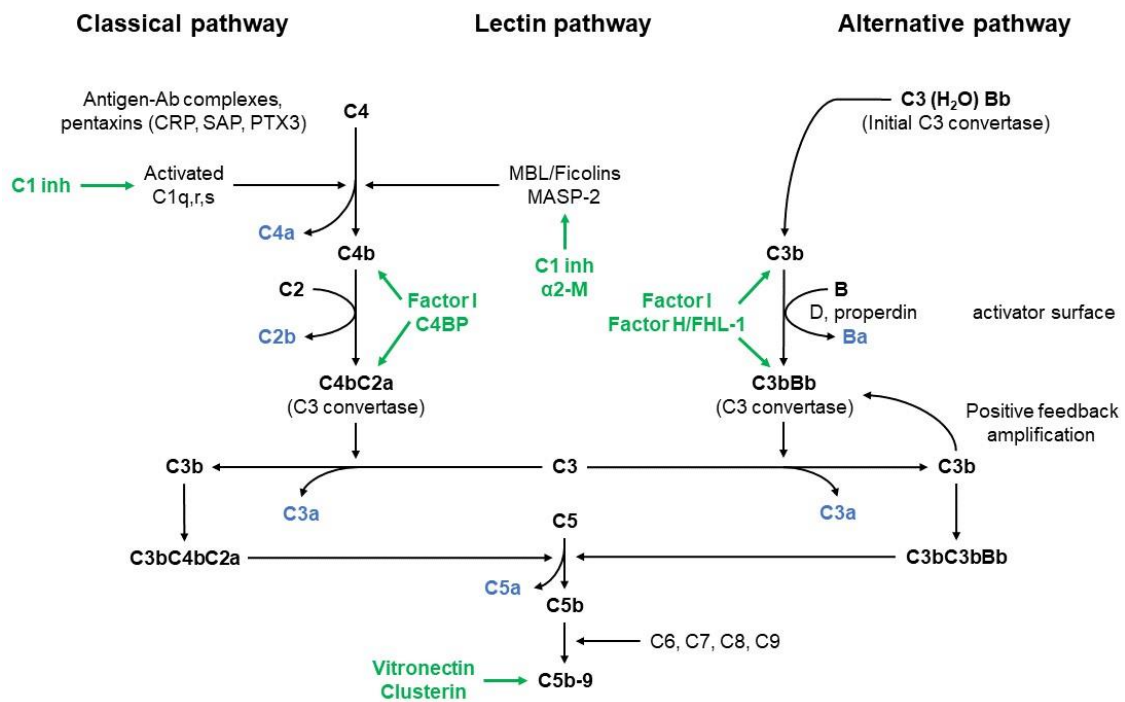 Classical pathway
Lectin pathway
Alternative pathway
Antigen-Ab complexes,
pentaxins (CRP, SAP, PTX3)
C4
C3 (H₂O) Bb
(Initial C3 convertase)
C1 inh
Activated
C1q,r,s
MBL/Ficolins
MASP-2
C4a
C4b
C1 inh
α2-M
C3b
C2
Factor I
C4BP
Factor I
Factor H/FHL-1
B
D, properdin
activator surface
C2b
Ba
C4bC2a
(C3 convertase)
C3bBb
(C3 convertase)
Positive feedback
amplification
C3b
C3
C3b
C3a
C3a
C5
C3bC4bC2a
C3bC3bBb
C5a
C5b
C6, C7, C8, C9
Vitronectin
Clusterin
C5b-9